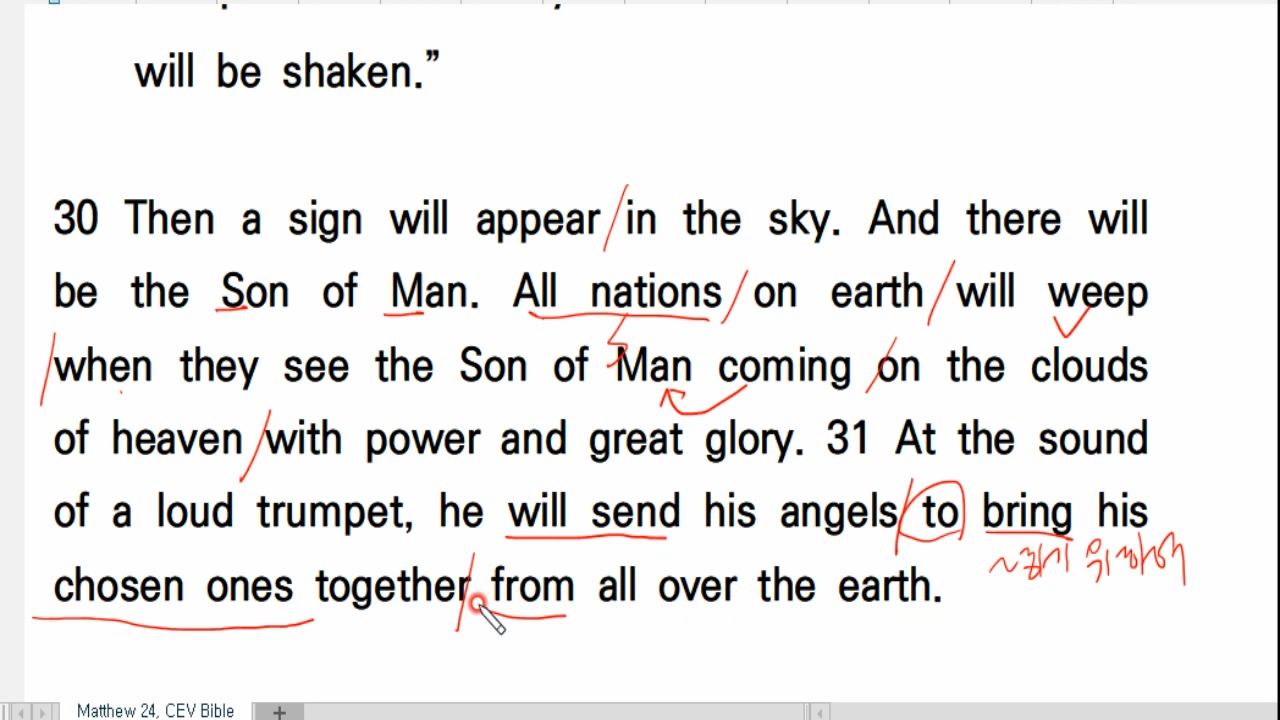 will be shaken.”
30 Then a sign will appear in the sky. And there will
be the Son of Man. All nations on earth will weep
when they see the Son of Man coming on the clouds
of heaven with power and great glory. 31 At the sound
of a loud trumpet, he will send his angels to bring his
~하기 위하여
chosen ones together from all over the earth.
Matthew 24, CEV Bible